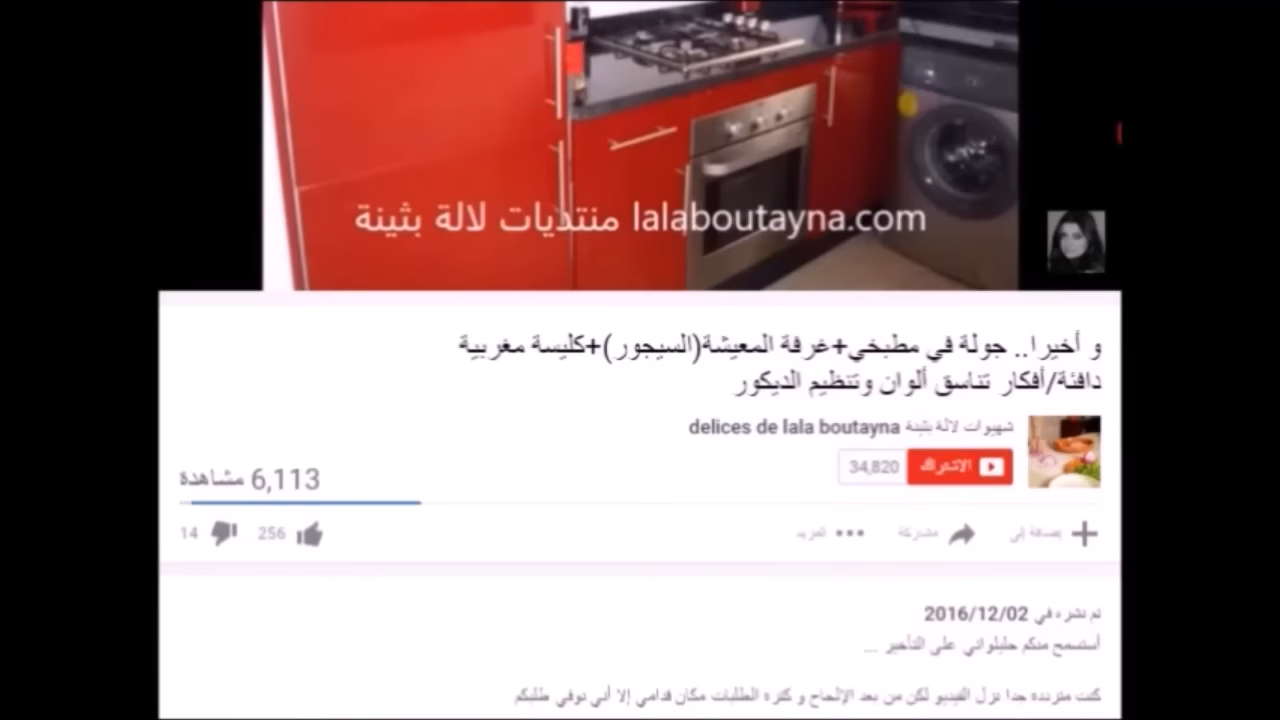 منتديات لالة بثينة lalaboutayna.com
و أخيرا.. جولة في مطبخي+غرفة المعيشة(السيجور)+كليسة مغربية
دافئة/أفكار تناسق ألوان وتنظيم الديكور
شهيوات لالة بثينة delices de lala boutayna
الاشتراك 34,820
6,113 مشاهدة
إضافة إلى مشاركة المزيد 256 14
تم نشره في 2016/12/02
أستسمح منكم حليلواتي على التأخير ...
كنت مترددة جدا نزل الفيديو لكن من بعد الإلحاح و كثرة الطلبات مكان قدامي إلا أني نوفي طلبكم